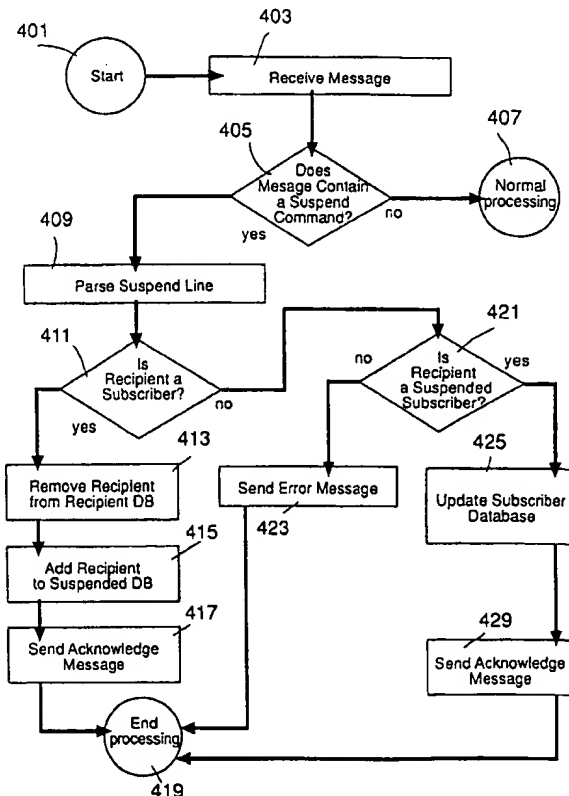 401
403
Start
Receive Message
405
407
Does
Mesage Contain
a Suspend
Command?
Normal
processing
yes
no
409
Parse Suspend Line
411
421
Is
Recipient a
Subscriber?
no
yes
no
Is
Recipient
a Suspended
Subscriber?
yes
413
425
Remove Recipient
from Recipient DB
Send Error Message
423
Update Subscriber
Database
415
Add Recipient
to Suspended DB
417
429
Send Acknowledge
Message
Send Acknowledge
Message
End
processing
419